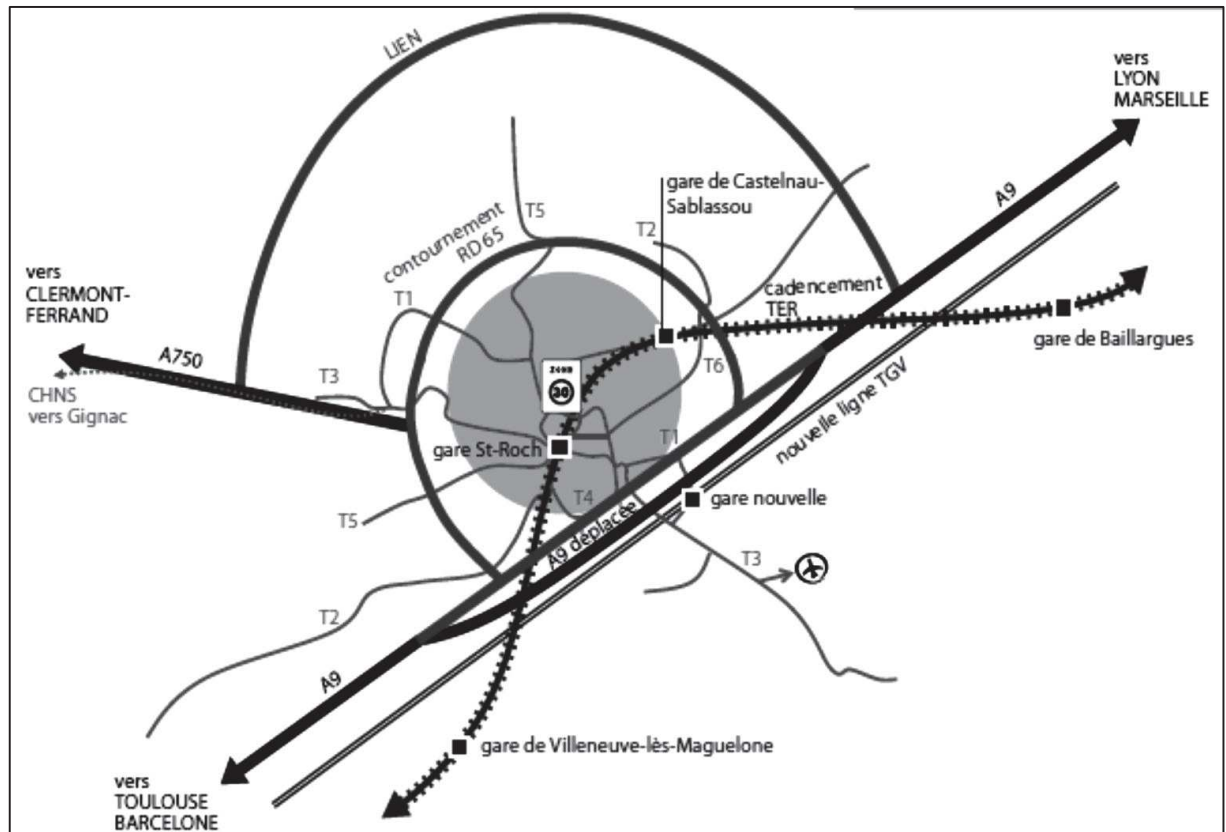 LIEN
vers
LYON
MARSEILLE
gare de Castelnau-
Sablassou
A9
T5
T2
contournement
RD 65
vers
CLERMONT-
FERRAND
T1
cadencement
TER
gare de Baillargues
A750
T3
T6
CHNS
vers Gignac
ZONE
30
nouvelle ligne TGV
gare St-Roch
T1
T4
gare nouvelle
T5
A9 déplacée
T3
T2
A9
gare de Villeneuve-lès-Maguelone
vers
TOULOUSE
BARCELONE